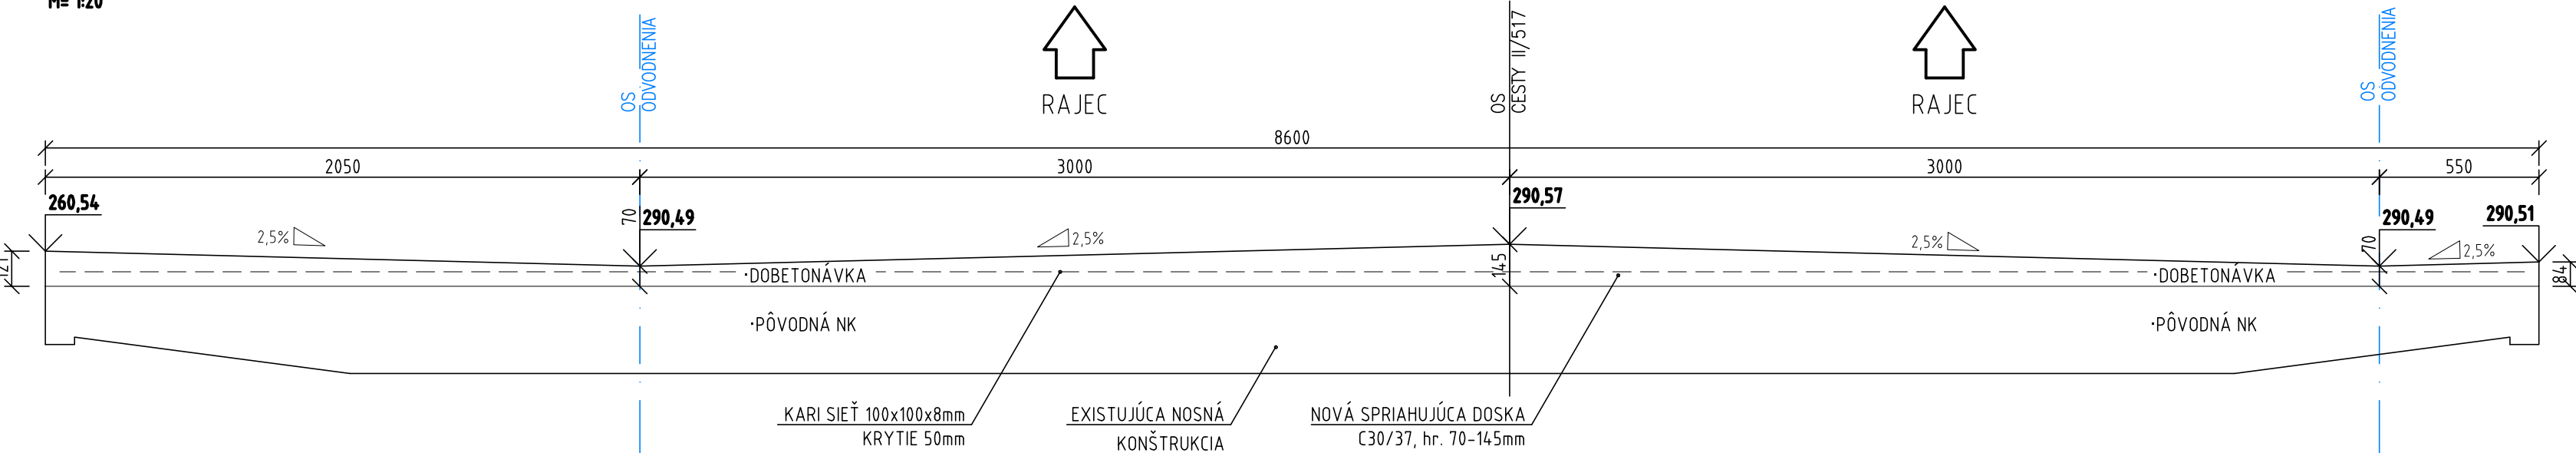 M= 1:20
OS
ODVODNENIA
RAJEC
OS
CESTY II/517
RAJEC
OS
ODVODNENIA
8600
2050
3000
3000
550
260,54
70
290,49
290,57
70
290,49
290,51
2,5%
2,5%
2,5%
2,5%
121
145
84
·DOBETONÁVKA
·DOBETONÁVKA
·PÔVODNÁ NK
·PÔVODNÁ NK
KARI SIEŤ 100x100x8mm
KRYTIE 50mm
EXISTUJÚCA NOSNÁ
KONŠTRUKCIA
NOVÁ SPRIAHUJÚCA DOSKA
C30/37, hr. 70-145mm